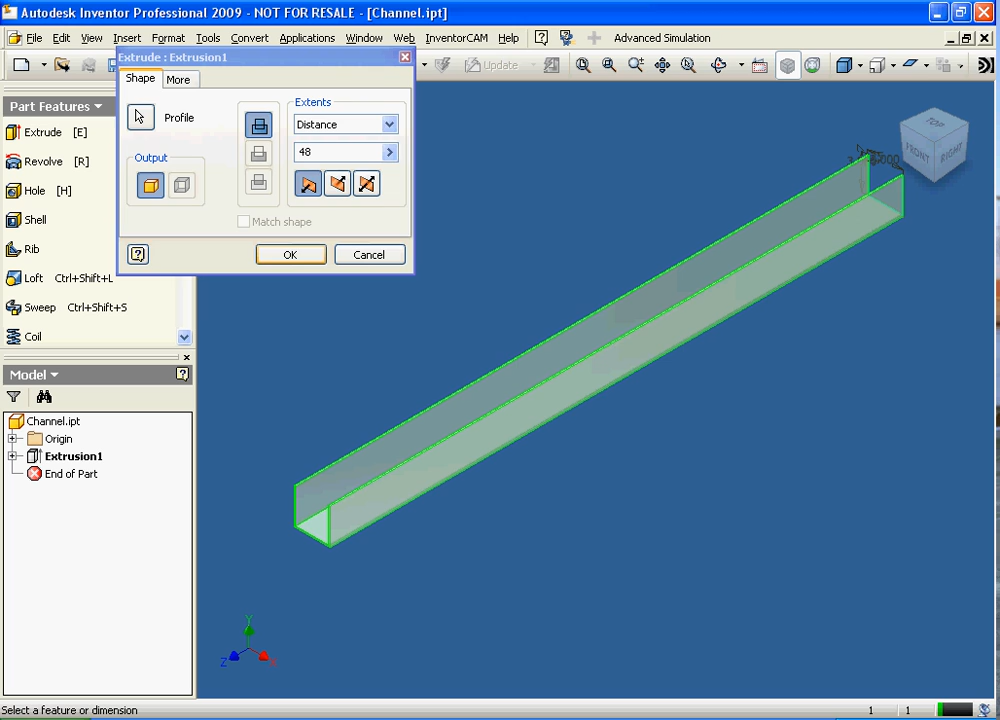 Autodesk Inventor Professional 2009 - NOT FOR RESALE - [Channel.ipt]
File Edit View Insert Format Tools Convert Applications Window Web InventorCAM Help Advanced Simulation
Update
Extrude : Extrusion1
Shape More
Profile
Output
Extents
Distance
48
Match shape
OK Cancel
Part Features
Extrude [E]
Revolve [R]
Hole [H]
Shell
Rib
Loft Ctrl+Shift+L
Sweep Ctrl+Shift+S
Coil
Model
Channel.ipt
Origin
Extrusion1
End of Part
TOP
FRONT RIGHT
Y
Z
Select a feature or dimension
1 1